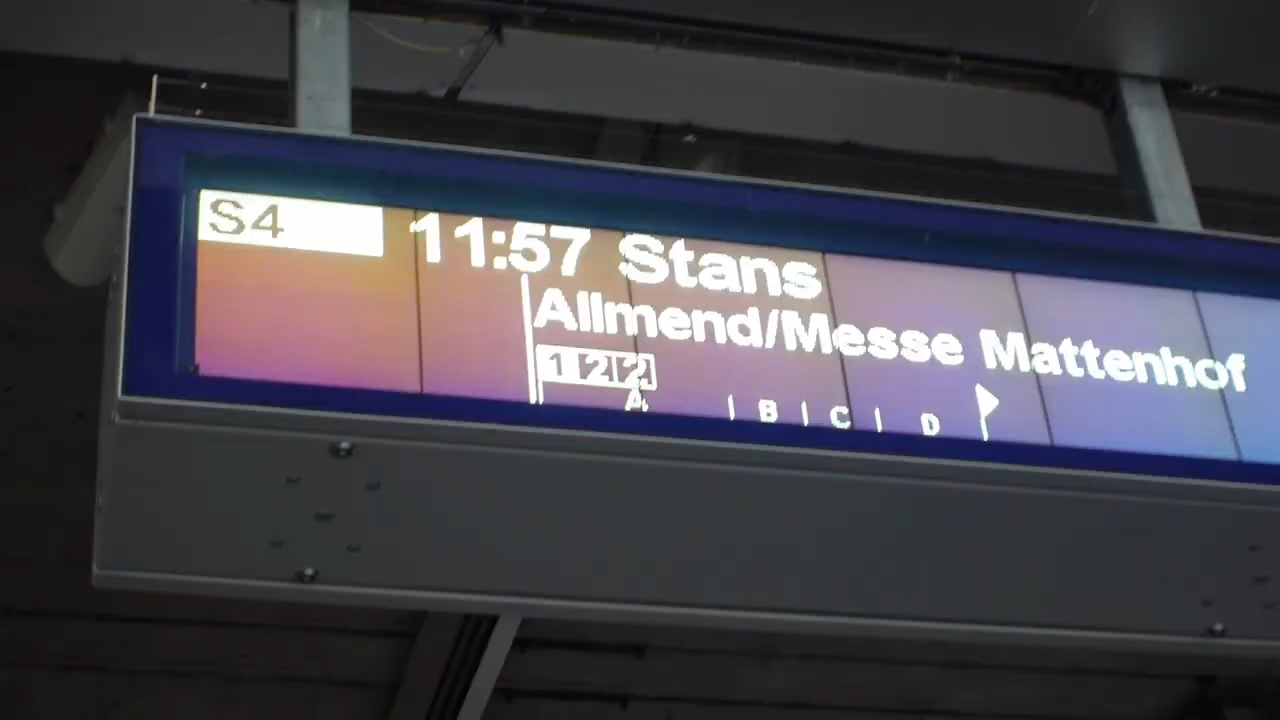 S4 11:57 Stans
Allmend/Messe Mattenhof
1 2 2
A | B | C | D